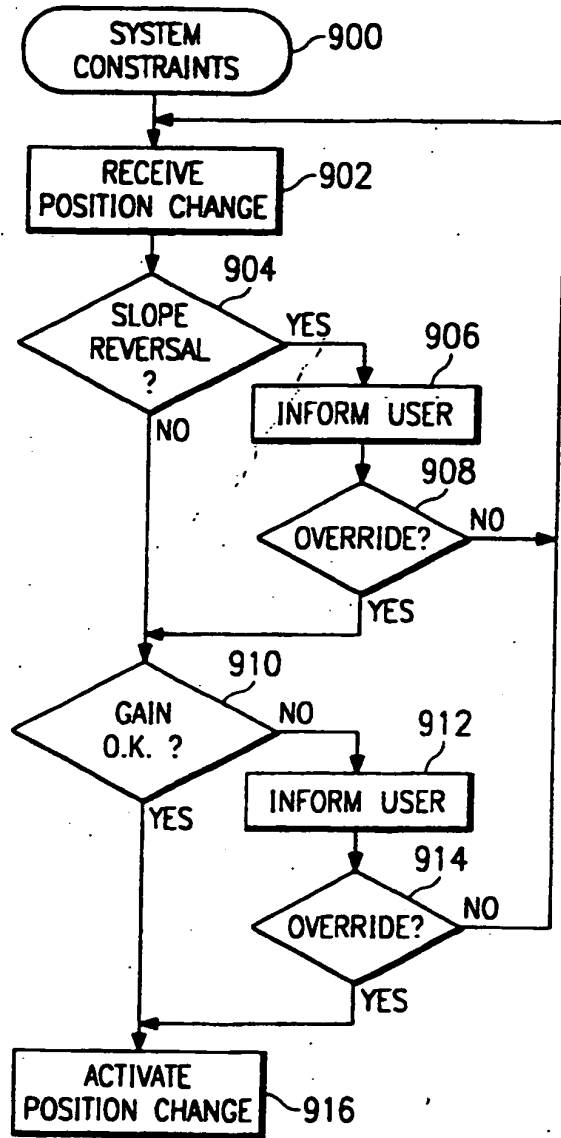 SYSTEM
CONSTRAINTS
900
RECEIVE
POSITION CHANGE
902
904
SLOPE
REVERSAL
?
YES
NO
906
INFORM USER
908
OVERRIDE?
NO
YES
910
GAIN
O.K. ?
NO
YES
912
INFORM USER
914
OVERRIDE?
NO
YES
ACTIVATE
POSITION CHANGE
916